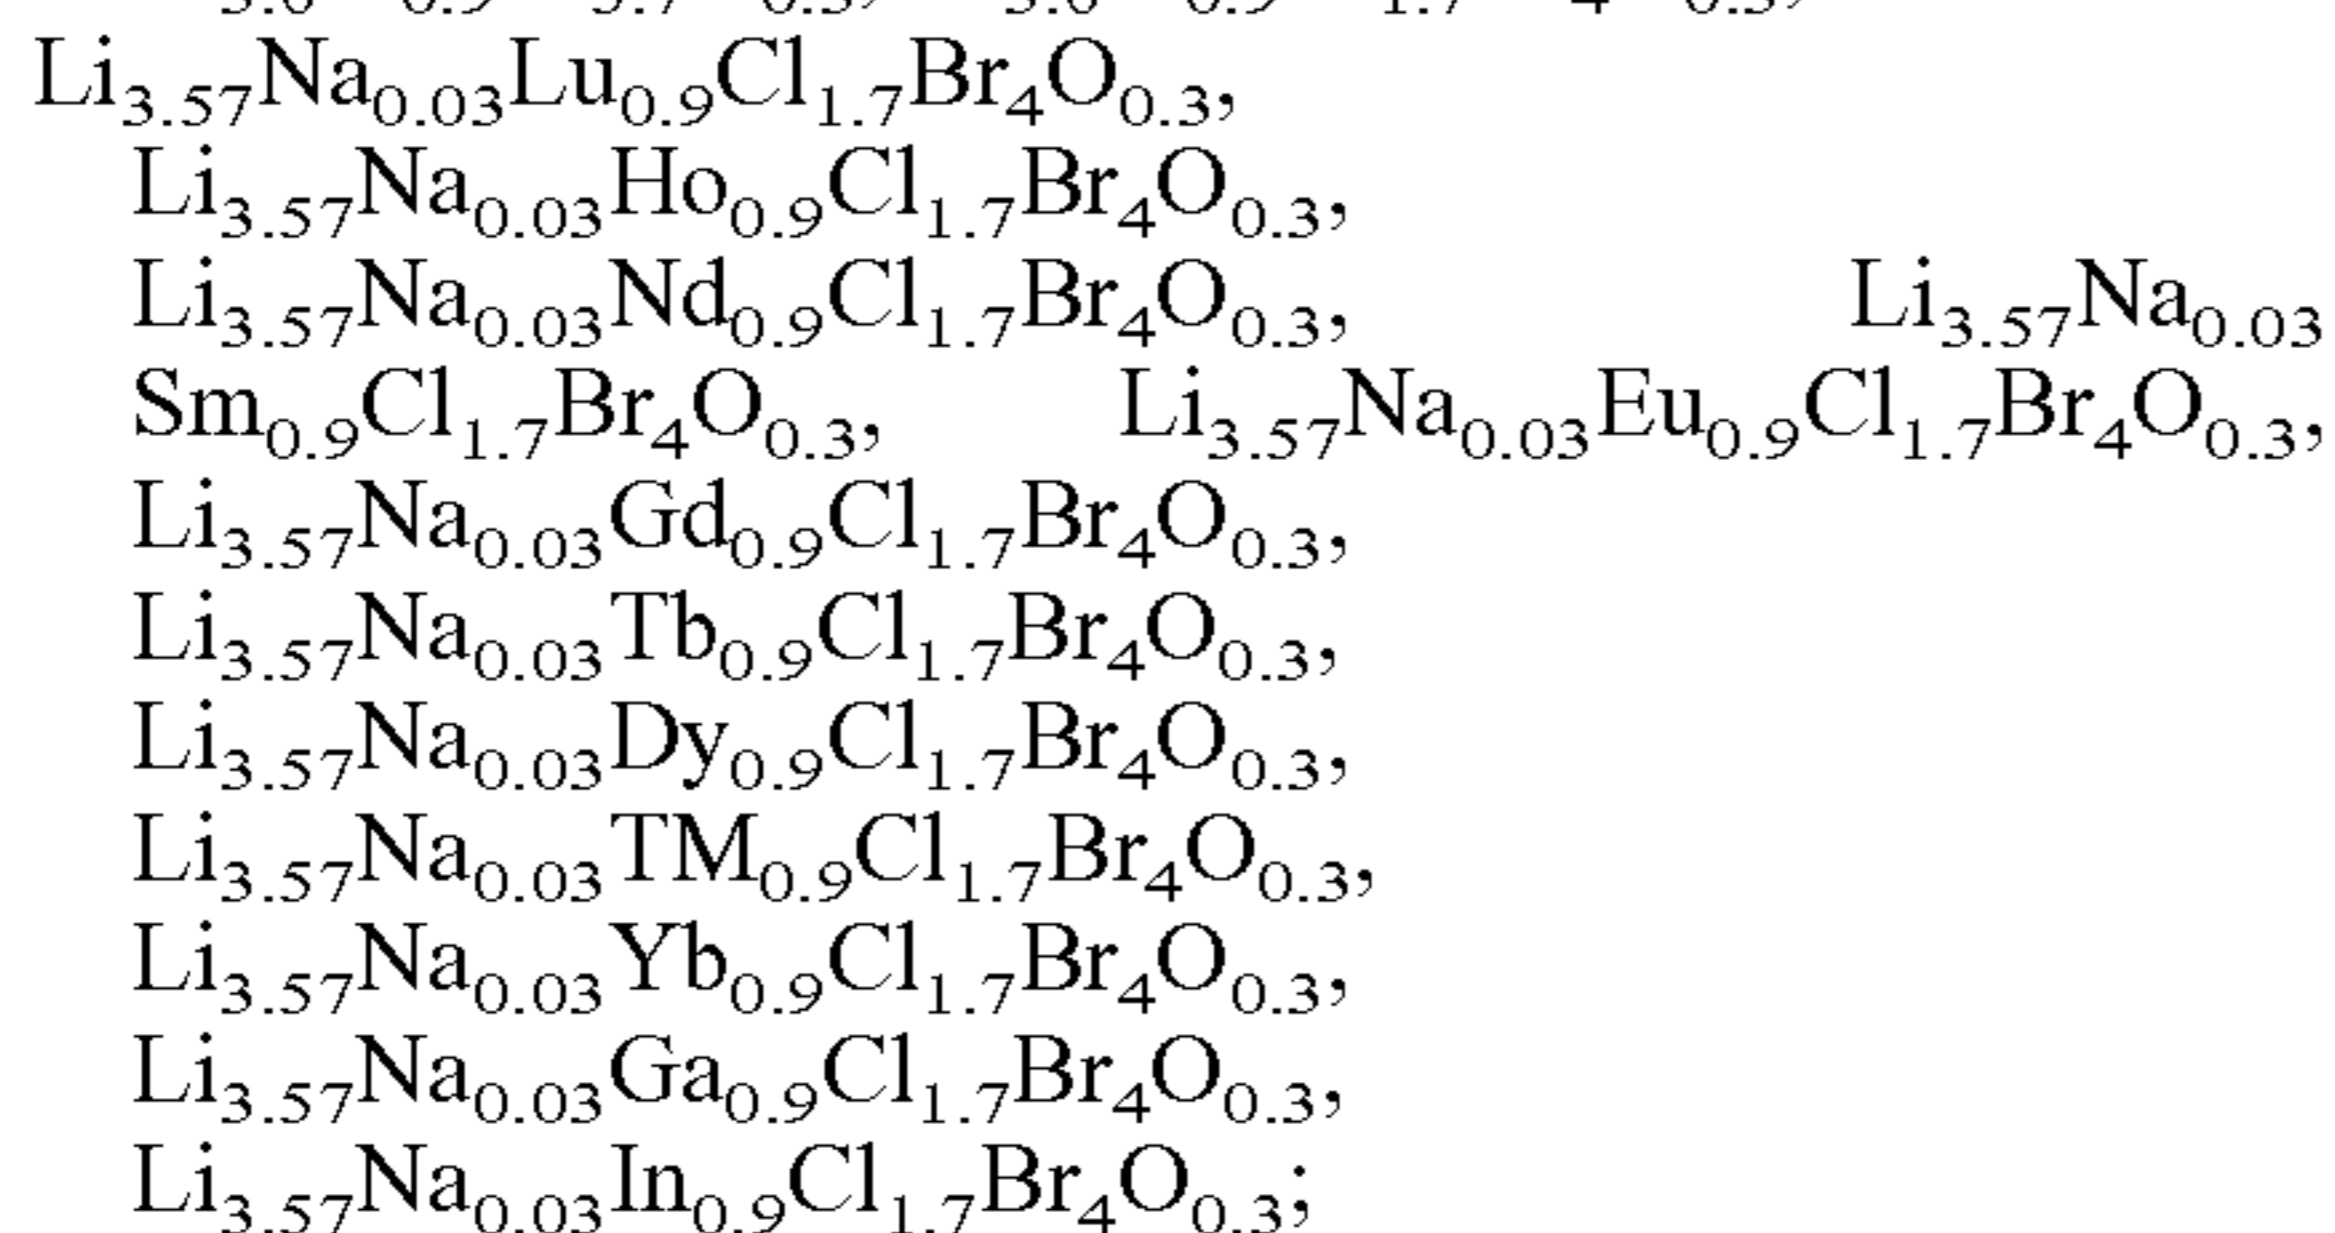 Li₃.₅₇Na₀.₀₃Lu₀.₉Cl₁.₇Br₄O₀.₃,
Li₃.₅₇Na₀.₀₃Ho₀.₉Cl₁.₇Br₄O₀.₃,
Li₃.₅₇Na₀.₀₃Nd₀.₉Cl₁.₇Br₄O₀.₃, Li₃.₅₇Na₀.₀₃
Sm₀.₉Cl₁.₇Br₄O₀.₃, Li₃.₅₇Na₀.₀₃Eu₀.₉Cl₁.₇Br₄O₀.₃,
Li₃.₅₇Na₀.₀₃Gd₀.₉Cl₁.₇Br₄O₀.₃,
Li₃.₅₇Na₀.₀₃Tb₀.₉Cl₁.₇Br₄O₀.₃,
Li₃.₅₇Na₀.₀₃Dy₀.₉Cl₁.₇Br₄O₀.₃,
Li₃.₅₇Na₀.₀₃TM₀.₉Cl₁.₇Br₄O₀.₃,
Li₃.₅₇Na₀.₀₃Yb₀.₉Cl₁.₇Br₄O₀.₃,
Li₃.₅₇Na₀.₀₃Ga₀.₉Cl₁.₇Br₄O₀.₃,
Li₃.₅₇Na₀.₀₃In₀.₉Cl₁.₇Br₄O₀.₃;